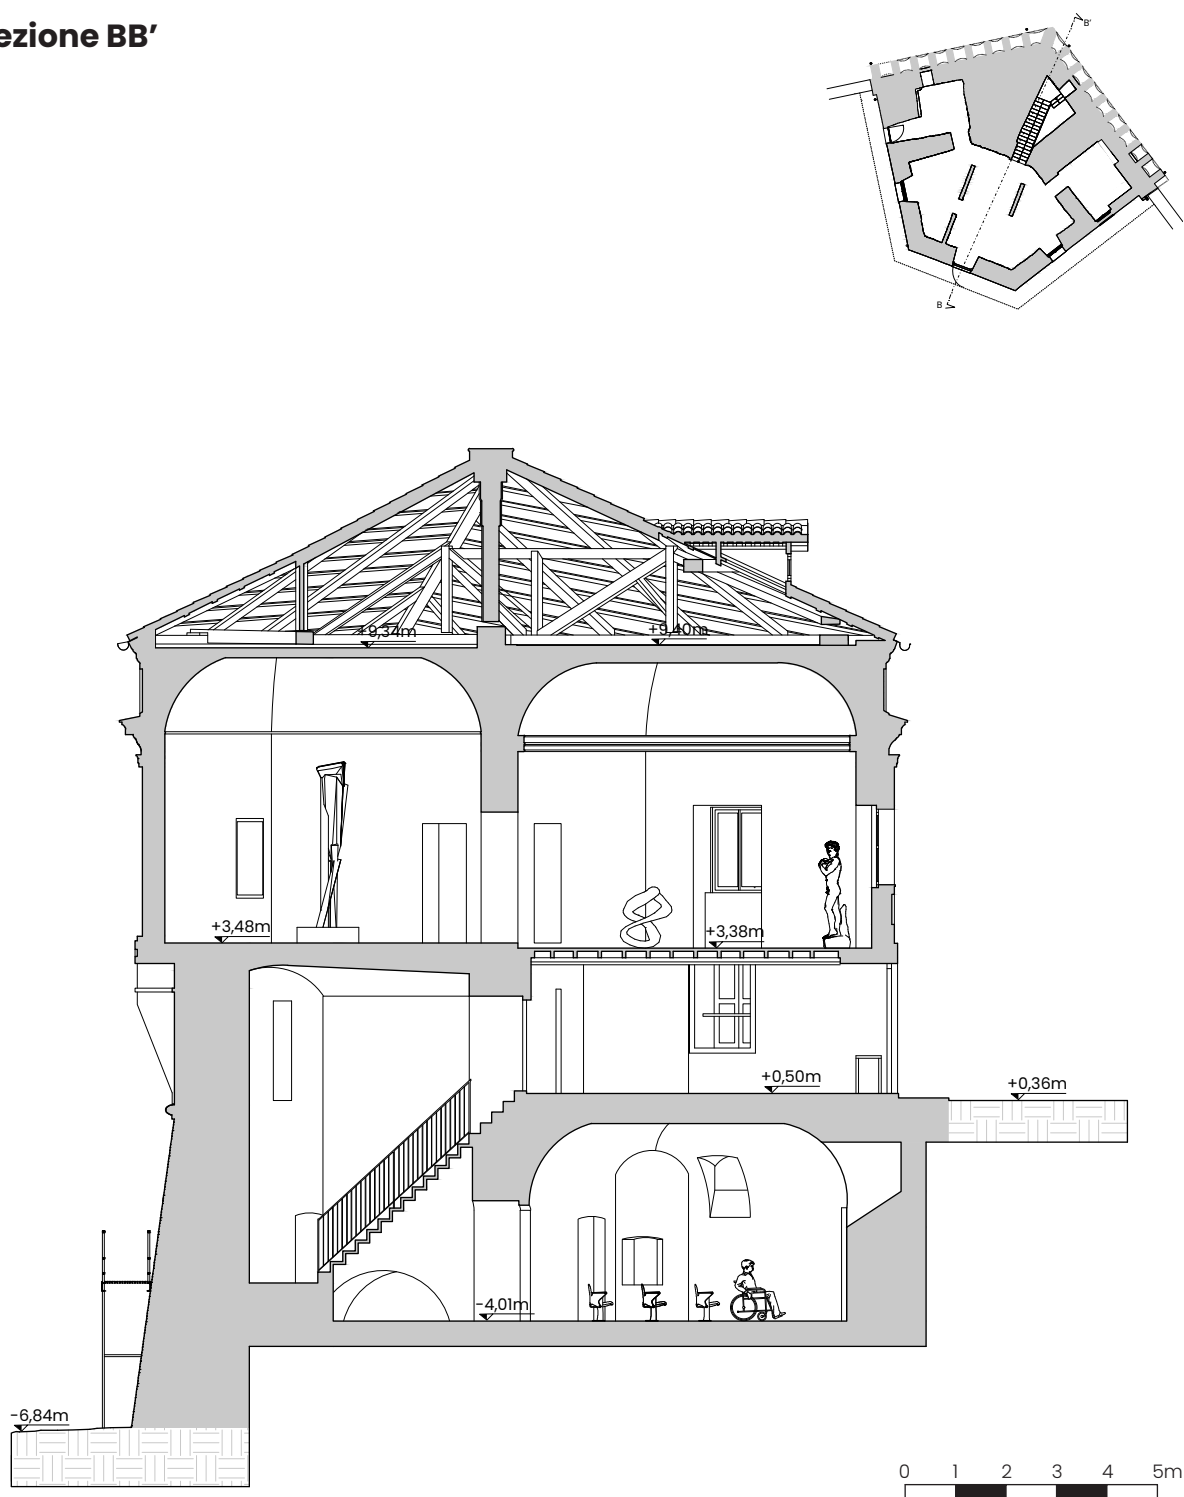 ezione BB’
B’
B
+9,34m
+9,40m
+3,48m
+3,38m
+0,50m
+0,36m
-4,01m
-6,84m
0 1 2 3 4 5m